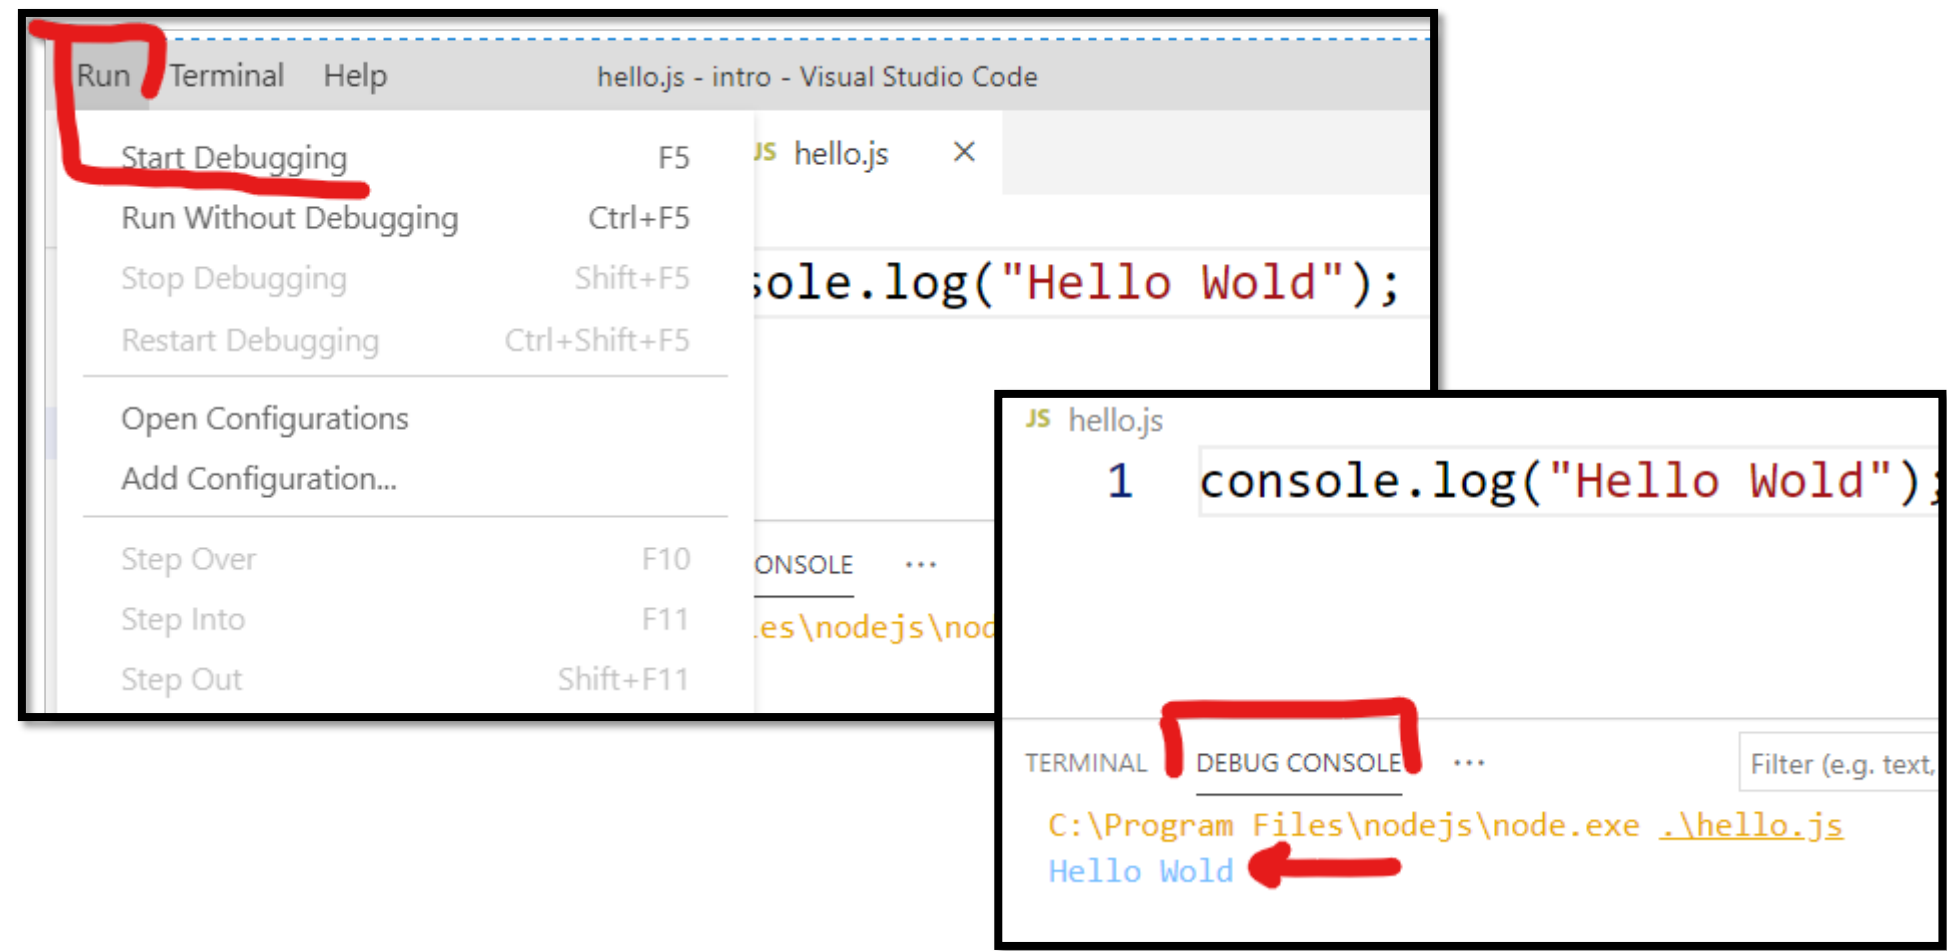 Run Terminal Help hello.js - intro - Visual Studio Code
Start Debugging F5
Run Without Debugging Ctrl+F5
Stop Debugging Shift+F5
Restart Debugging Ctrl+Shift+F5
Open Configurations
Add Configuration...
Step Over F10
Step Into F11
Step Out Shift+F11
JS hello.js ×
sole.log("Hello Wold");
ONSOLE ···
les\nodejs\nod
JS hello.js
1 console.log("Hello Wold");
TERMINAL DEBUG CONSOLE ··· Filter (e.g. text,
C:\Program Files\nodejs\node.exe .\hello.js
Hello Wold